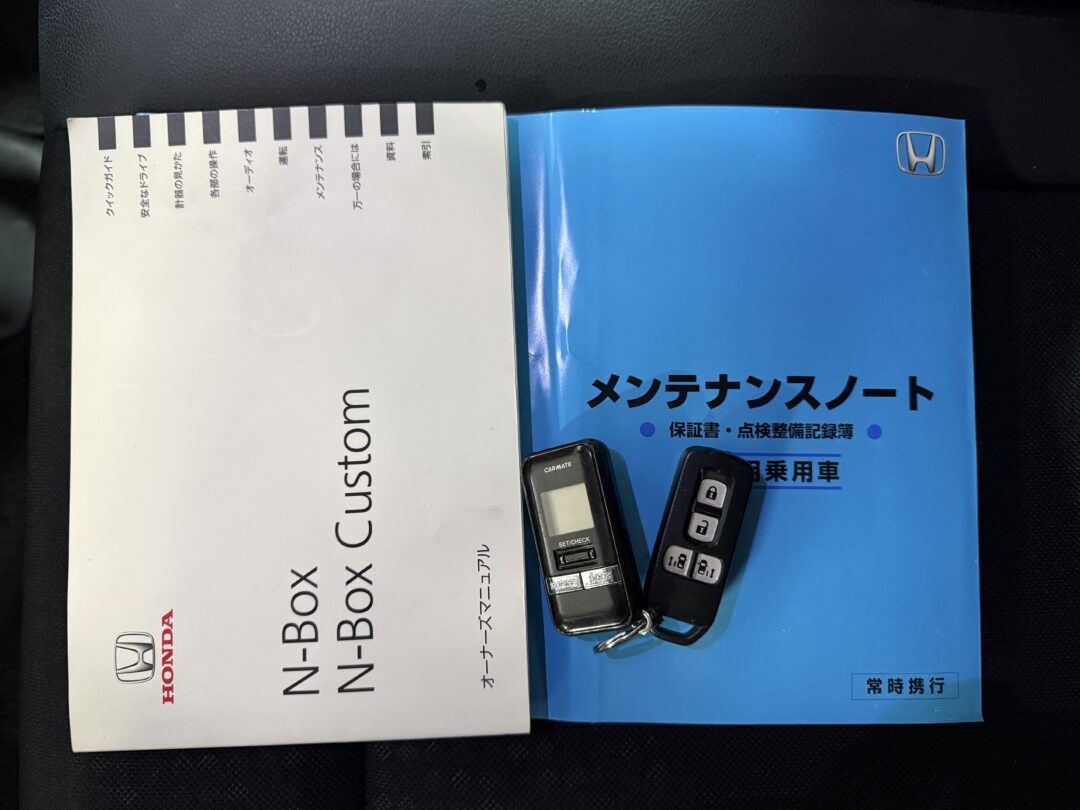 クイックガイド
安全なドライブ
計器の見かた
各部の操作
オーディオ
運転
メンテナンス
万一の場合には
資料
索引
N-Box
N-Box Custom
オーナーズマニュアル
HONDA
メンテナンスノート
● 保証書・点検整備記録簿 ●
用乗用車
常時携行
CARMATE
SET/CHECK